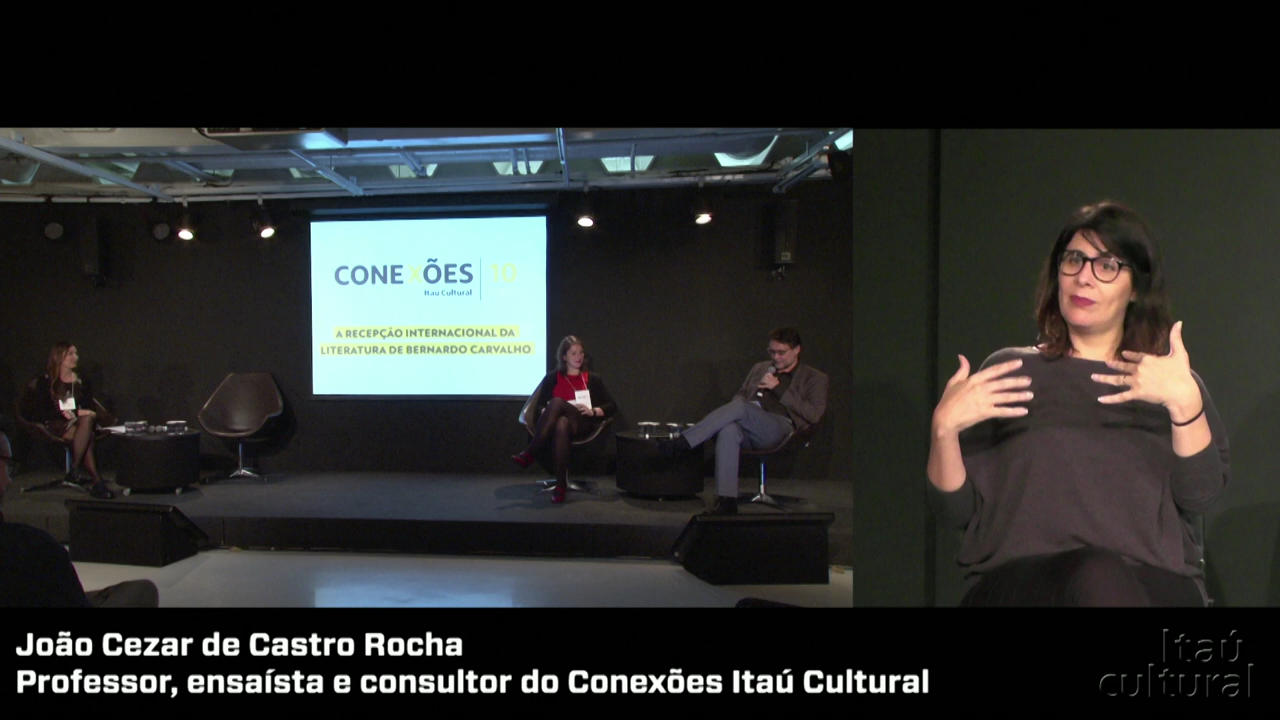 CONEXÕES 10
Itaú Cultural
A RECEPÇÃO INTERNACIONAL DA
LITERATURA DE BERNARDO CARVALHO
João Cezar de Castro Rocha
Professor, ensaísta e consultor do Conexões Itaú Cultural
Itaú
cultural